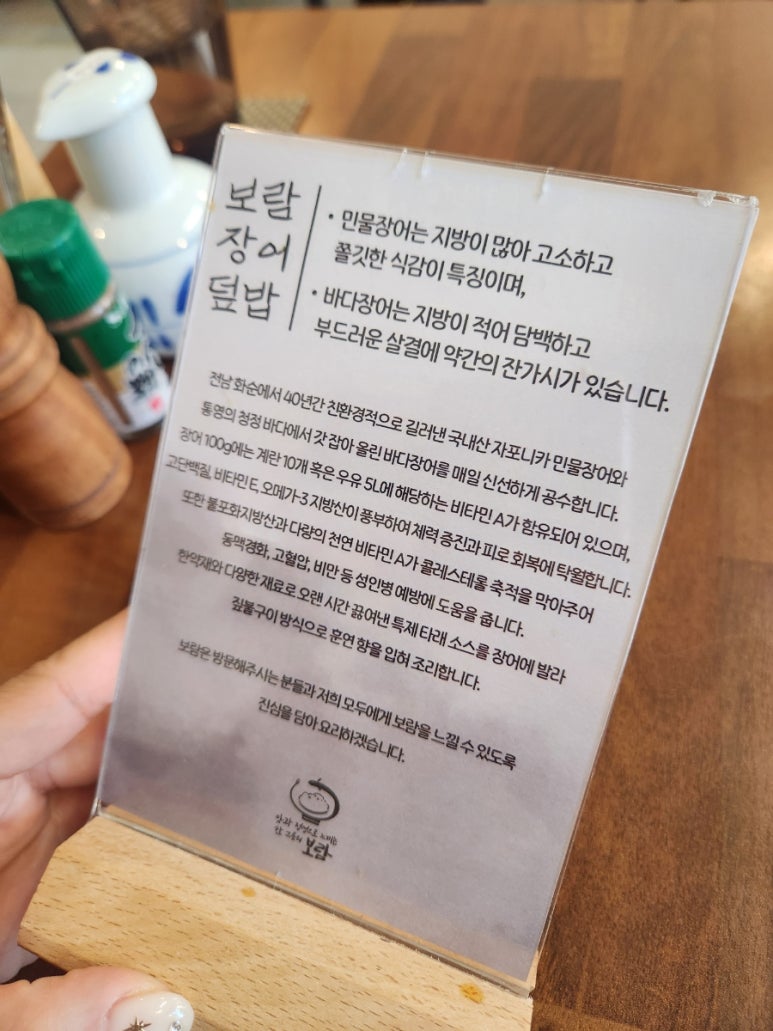 보람
장어
덮밥
· 민물장어는 지방이 많아 고소하고
쫄깃한 식감이 특징이며,
· 바다장어는 지방이 적어 담백하고
부드러운 살결에 약간의 잔가시가 있습니다.
전남 화순에서 40년간 친환경적으로 길러낸 국내산 자포니카 민물장어와
통영의 청정 바다에서 갓 잡아 올린 바다장어를 매일 신선하게 공수합니다.
장어 100g에는 계란 10개 혹은 우유 5L에 해당하는 비타민 A가 함유되어 있으며,
고단백질, 비타민 E, 오메가-3 지방산이 풍부하여 체력 증진과 피로 회복에 탁월합니다.
또한 불포화지방산과 다량의 천연 비타민 A가 콜레스테롤 축적을 막아주어
동맥경화, 고혈압, 비만 등 성인병 예방에 도움을 줍니다.
한약재와 다양한 재료로 오랜 시간 끓여낸 특제 타래 소스를 장어에 발라
짚불구이 방식으로 훈연 향을 입혀 조리합니다.
보람은 방문해주시는 분들과 저희 모두에게 보람을 느낄 수 있도록
진심을 담아 요리하겠습니다.
보람